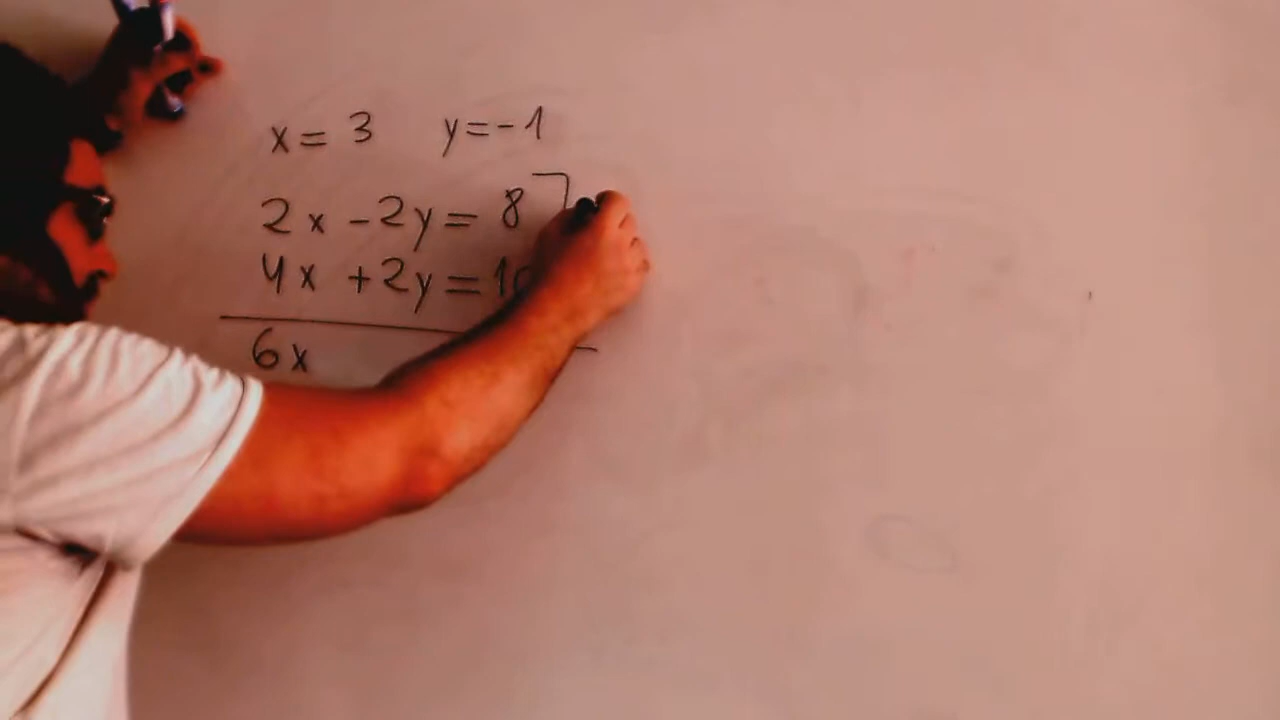 x = 3 y = -1
2x - 2y = 8
4x + 2y = 1
6x